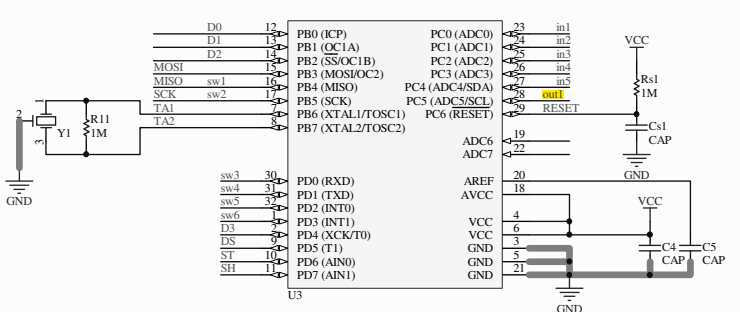 D0 12 PB0 (ICP) PC0 (ADC0) 23 in1
D1 13 PB1 (OC1A) PC1 (ADC1) 24 in2 VCC
D2 14 PB2 (SS/OC1B) PC2 (ADC2) 25 in3
MOSI 15 PB3 (MOSI/OC2) PC3 (ADC3) 26 in4
MISO sw1 16 PB4 (MISO) PC4 (ADC4/SDA) 27 in5 Rs1
SCK sw2 17 PB5 (SCK) PC5 (ADC5/SCL) 28 out1 1M
1 R11 TA1 7 PB6 (XTAL1/TOSC1) PC6 (RESET) 29 RESET
2 Y1 1M TA2 8 PB7 (XTAL2/TOSC2) Cs1
3 ADC6 19 CAP
ADC7 22
GND
sw3 30 PD0 (RXD) AREF 20
GND sw4 31 PD1 (TXD) AVCC 18
sw5 32 PD2 (INT0) VCC
sw6 1 PD3 (INT1) VCC 4
D3 2 PD4 (XCK/T0) VCC 6
DS 9 PD5 (T1) GND 3 C4 C5
ST 10 PD6 (AIN0) GND 5 CAP CAP
SH 11 PD7 (AIN1) GND 21
U3
GND